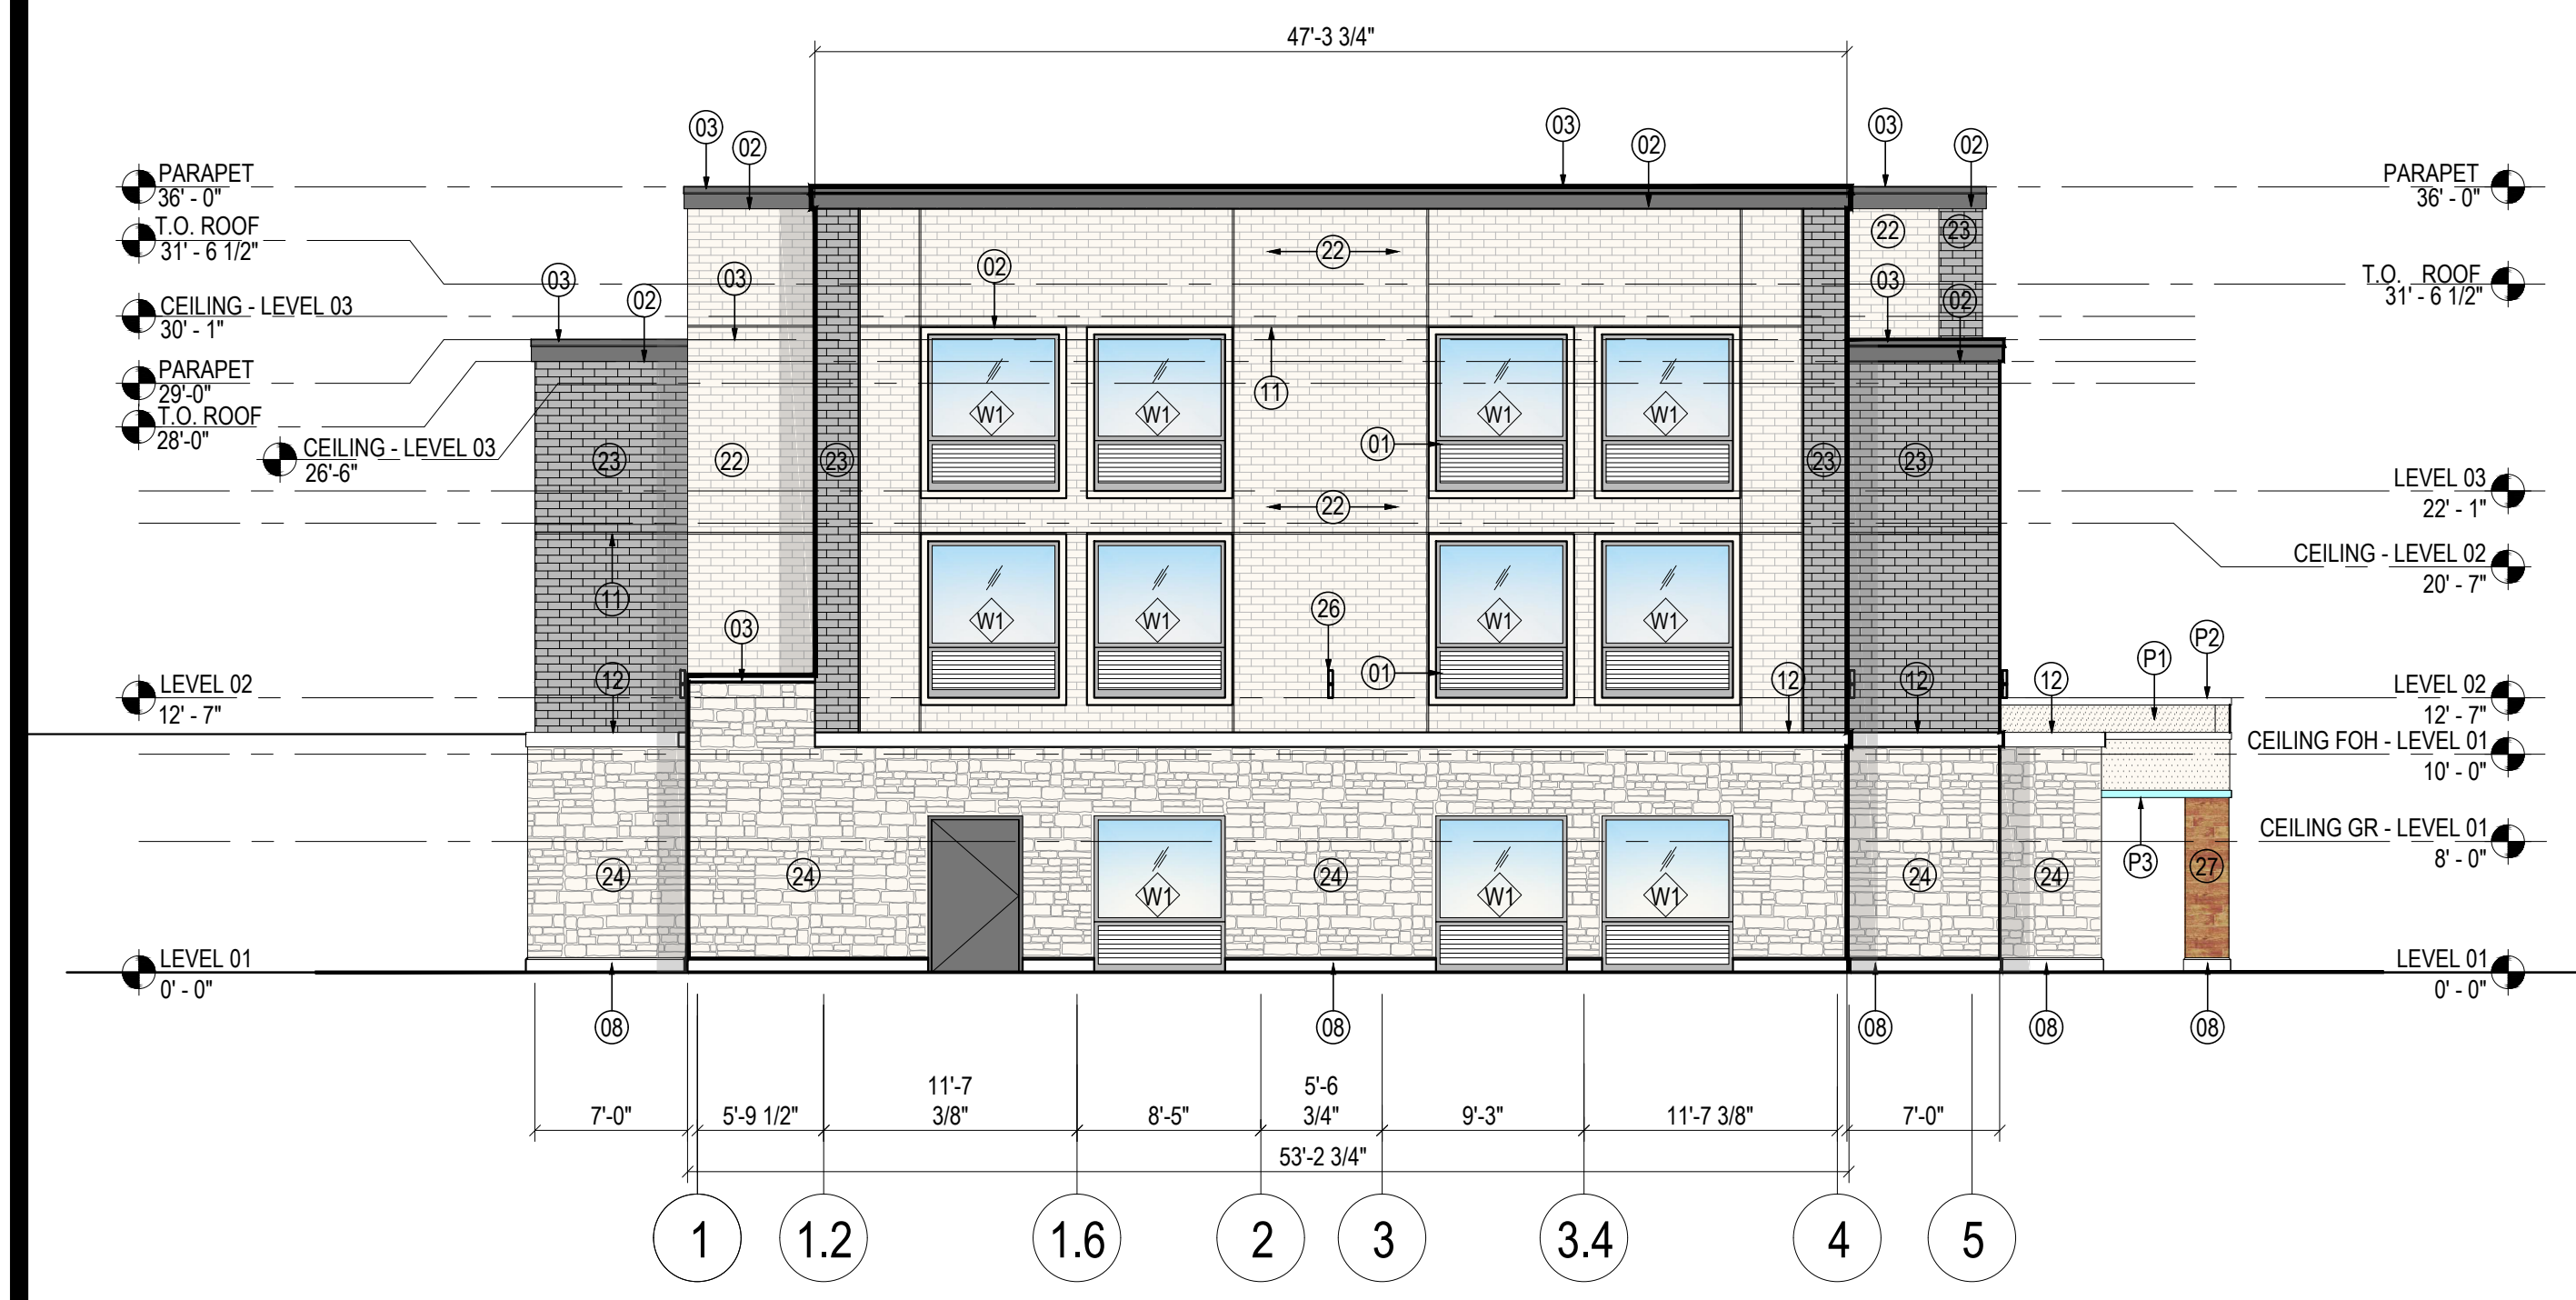 47'-3 3/4"
03
02
03
02
03
02
PARAPET
36' - 0"
T.O. ROOF
31' - 6 1/2"
CEILING - LEVEL 03
30' - 1"
PARAPET
29'-0"
T.O. ROOF
28'-0"
CEILING - LEVEL 03
26'-6"
LEVEL 02
12' - 7"
LEVEL 01
0' - 0"
03
02
03
02
22
11
22
23
03
02
23
22
23
11
12
03
W1
W1
W1
W1
01
22
W1
W1
W1
W1
26
01
12
23
23
12
12
P1
P2
24
24
W1
24
W1
W1
24
24
P3
27
PARAPET
36' - 0"
T.O. ROOF
31' - 6 1/2"
LEVEL 03
22' - 1"
CEILING - LEVEL 02
20' - 7"
LEVEL 02
12' - 7"
CEILING FOH - LEVEL 01
10' - 0"
CEILING GR - LEVEL 01
8' - 0"
LEVEL 01
0' - 0"
08
08
08
08
08
7'-0"
5'-9 1/2"
11'-7
3/8"
8'-5"
5'-6
3/4"
9'-3"
11'-7 3/8"
7'-0"
53'-2 3/4"
1
1.2
1.6
2
3
3.4
4
5